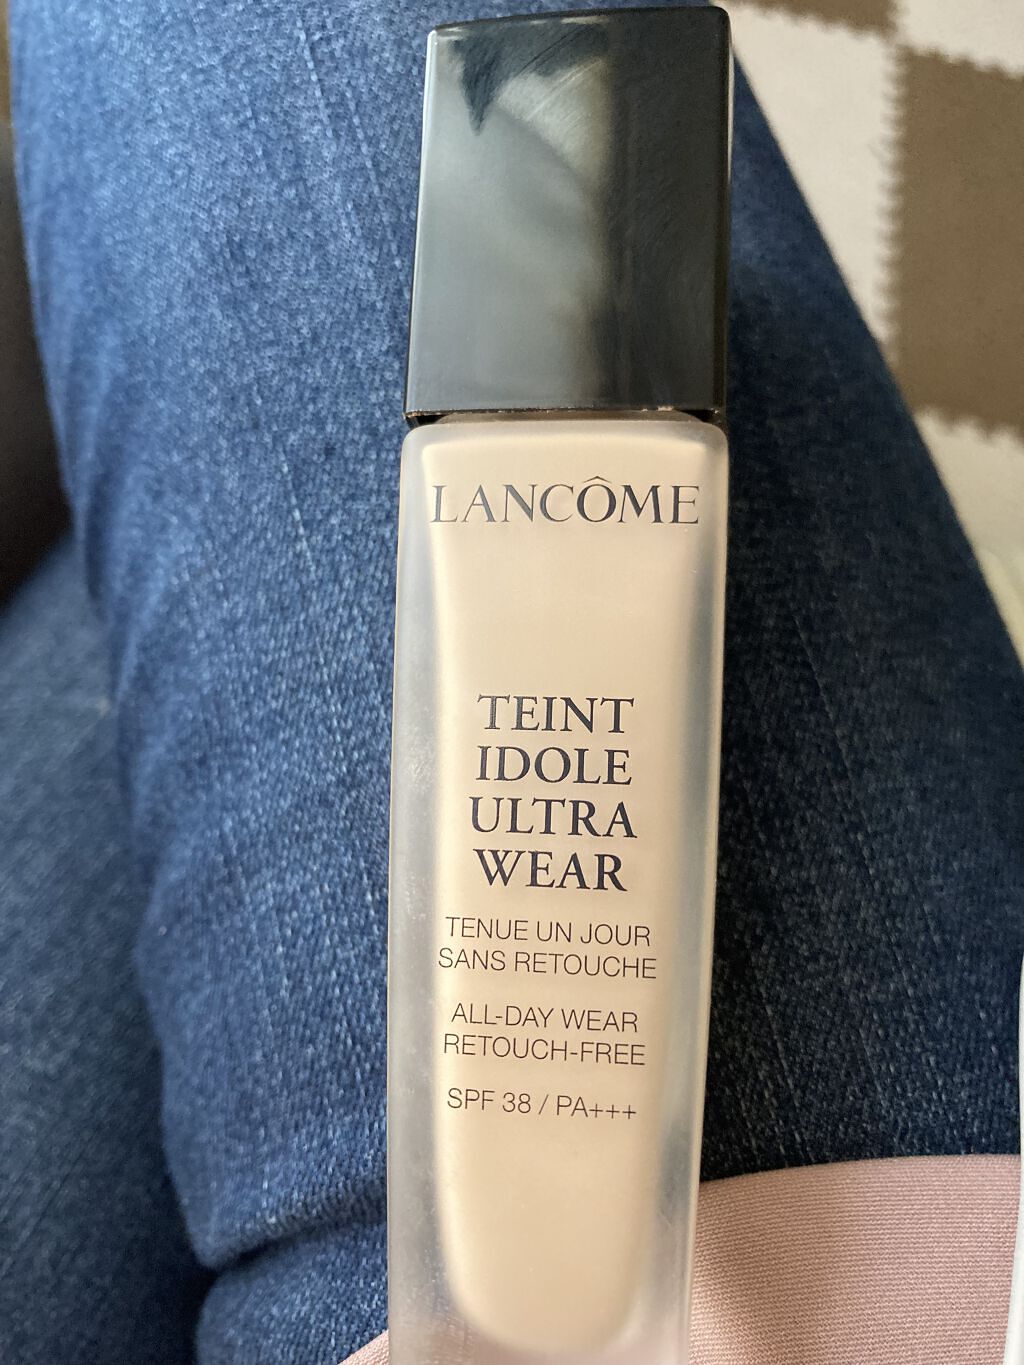 LANCÔME
TEINT
IDOLE
ULTRA
WEAR
TENUE UN JOUR
SANS RETOUCHE
ALL-DAY WEAR
RETOUCH-FREE
SPF 38 / PA+++